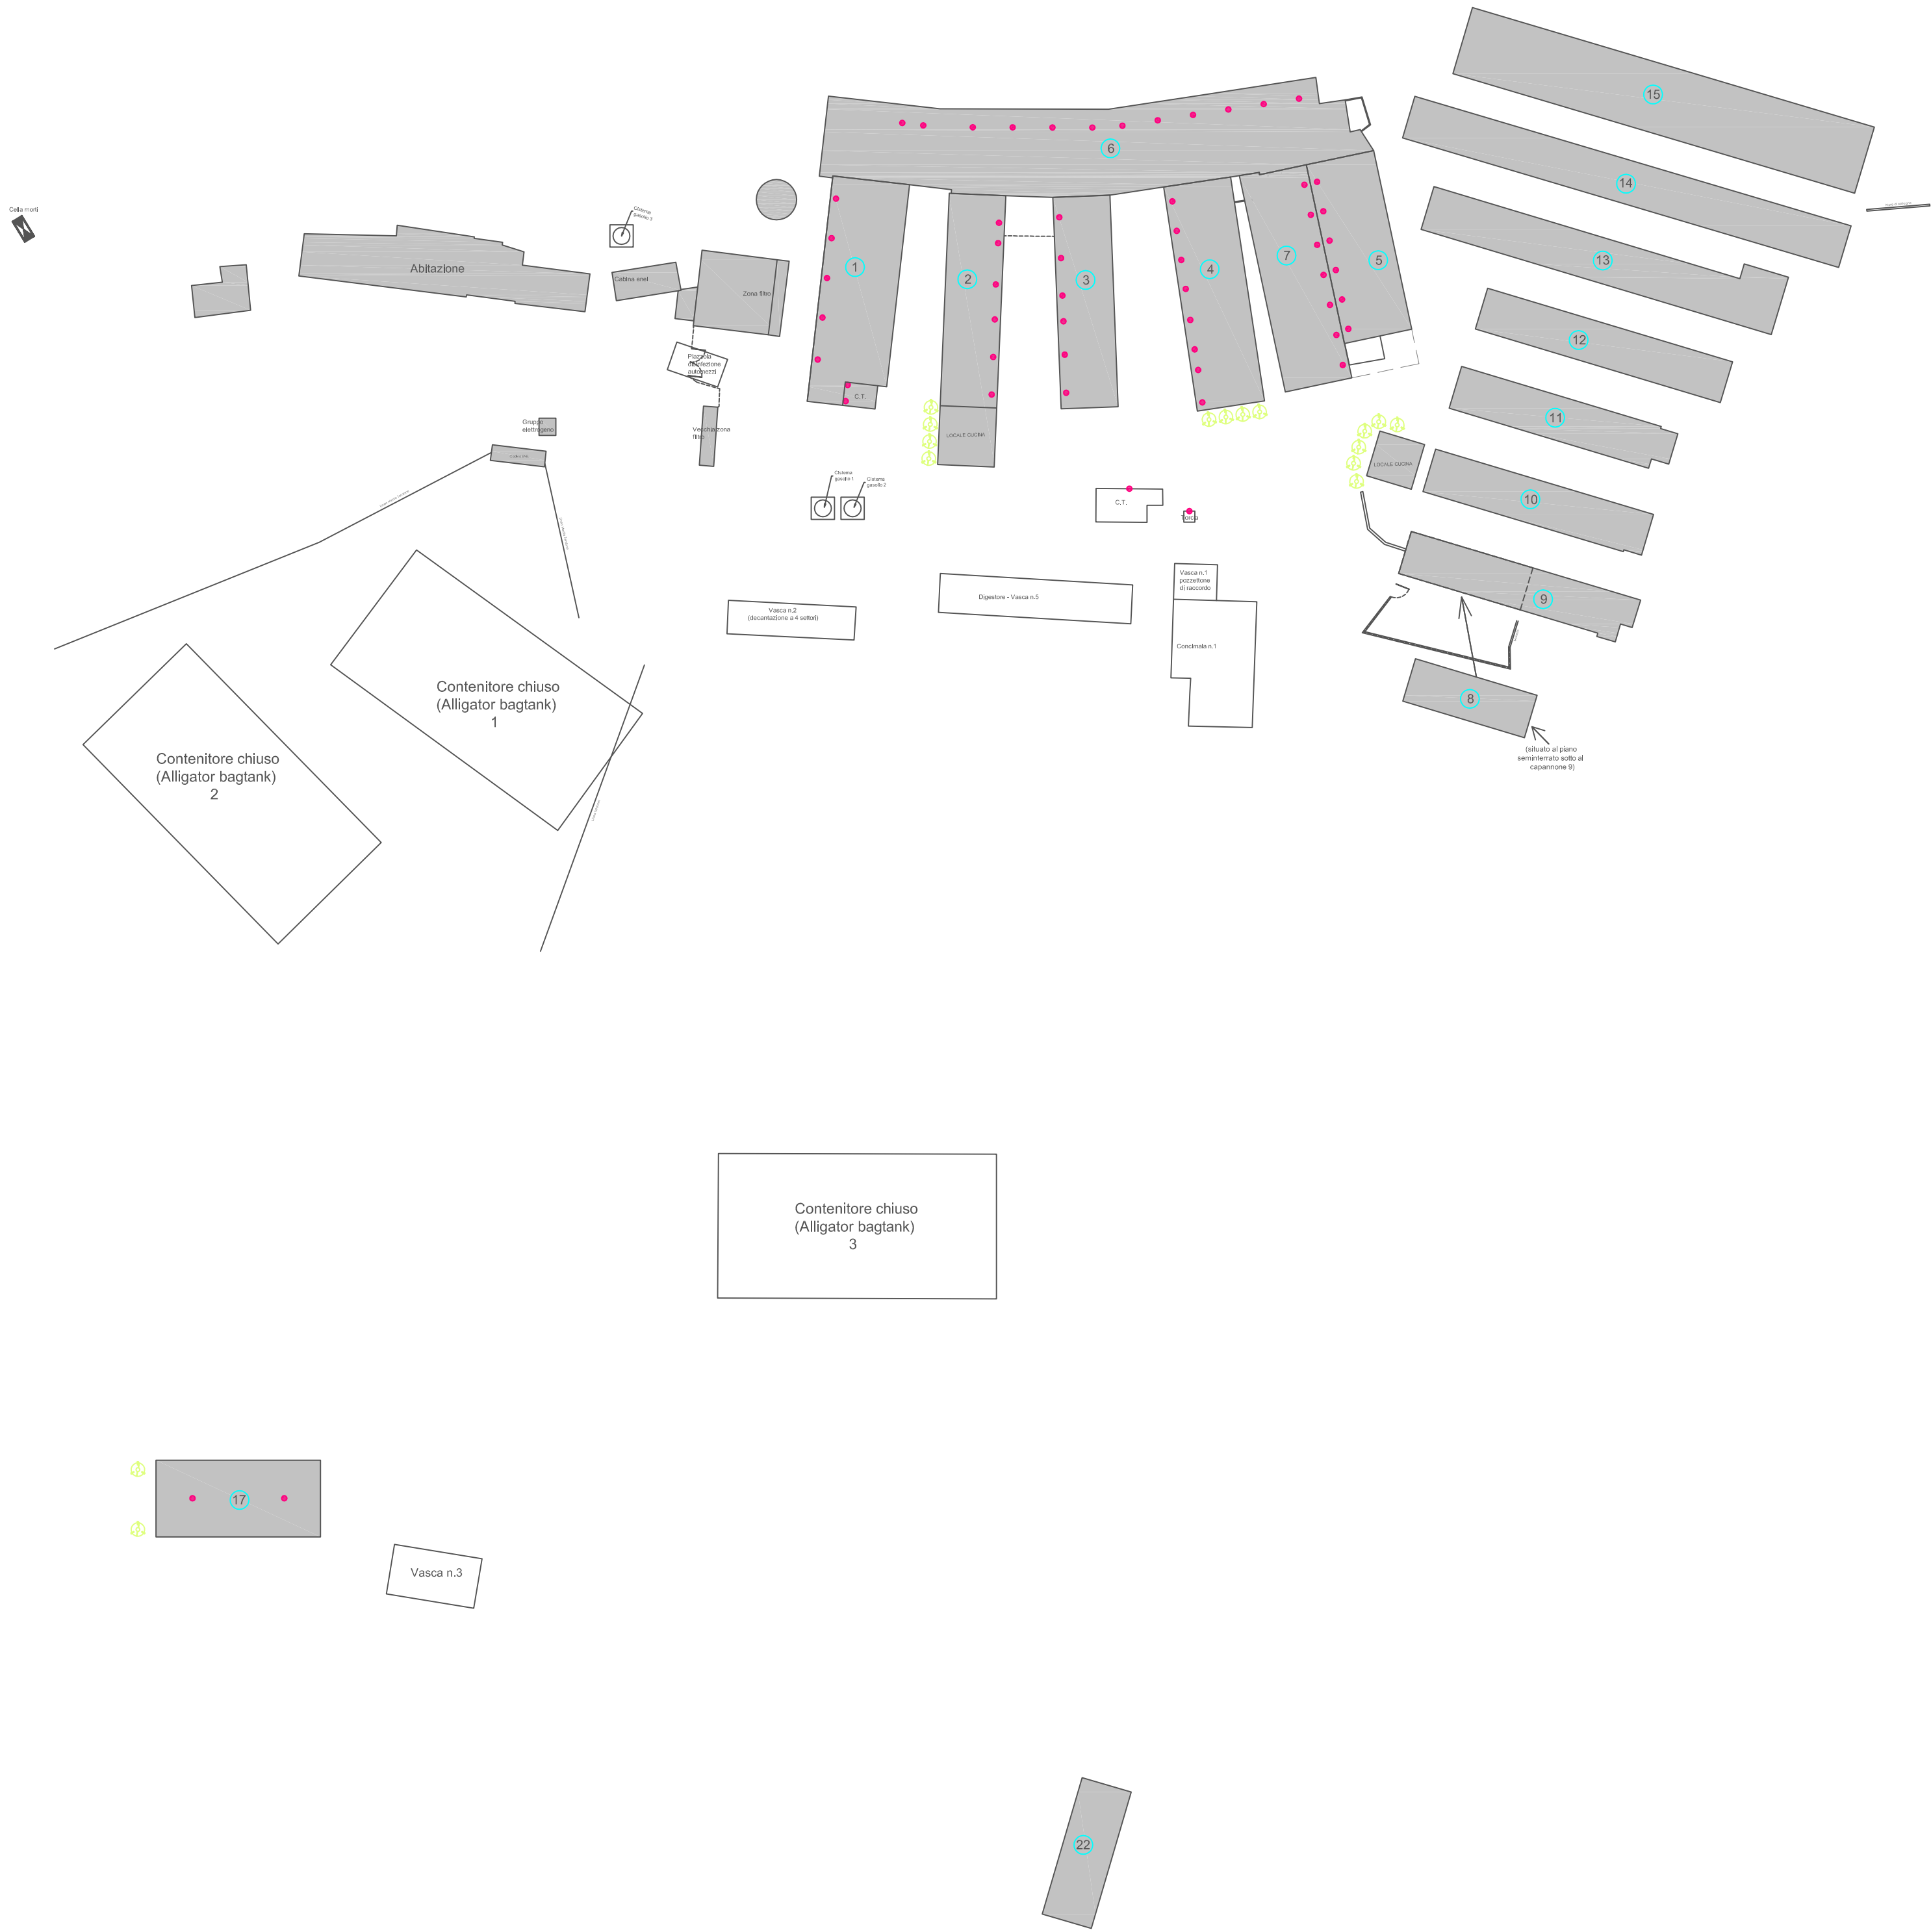 15
6
14
Cella morti
Cisterna
gasolio 3
13
Abitazione
Cabina enel
Zona filtro
1
2
3
4
7
5
12
Piazzola
disinfezione
automezzi
C.T.
11
Gruppo
elettrogeno
Vecchia zona
filtro
LOCALE CUCINA
LOCALE CUCINA
Cisterna
gasolio 1
Cisterna
gasolio 2
C.T.
Torcia
10
Vasca n.1
pozzettone
di raccordo
Digestore - Vasca n.5
9
Vasca n.2
(decantazione a 4 settori)
Concimaia n.1
Contenitore chiuso
(Alligator bagtank)
1
8
(situato al piano
seminterrato sotto al
capannone 9)
Contenitore chiuso
(Alligator bagtank)
2
Contenitore chiuso
(Alligator bagtank)
3
17
Vasca n.3
22